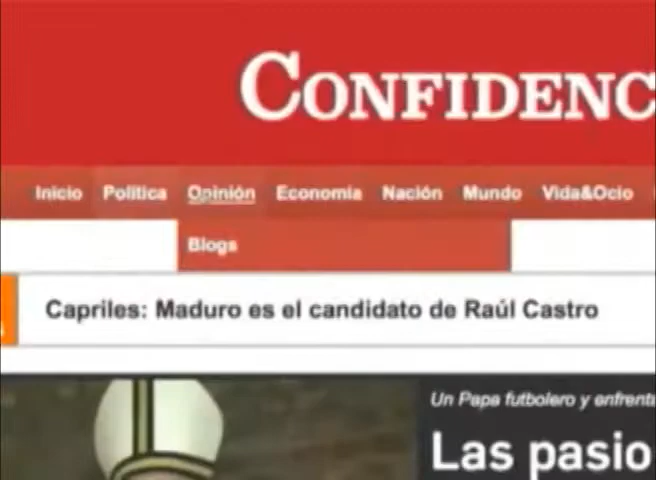 CONFIDENC
Inicio Política Opinión Economía Nación Mundo Vida&Ocio
Blogs
Capriles: Maduro es el candidato de Raúl Castro
Un Papa futbolero y enfrent
Las pasio